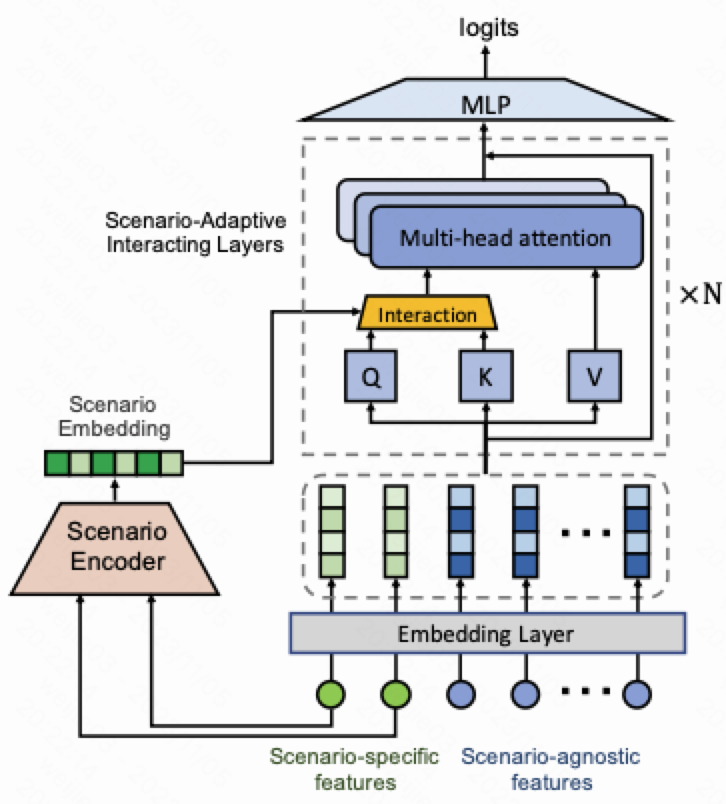 logits
MLP
Scenario-Adaptive
Interacting Layers
Multi-head attention
×N
Interaction
Q
K
V
Scenario
Embedding
Scenario
Encoder
Embedding Layer
Scenario-specific
features
Scenario-agnostic
features